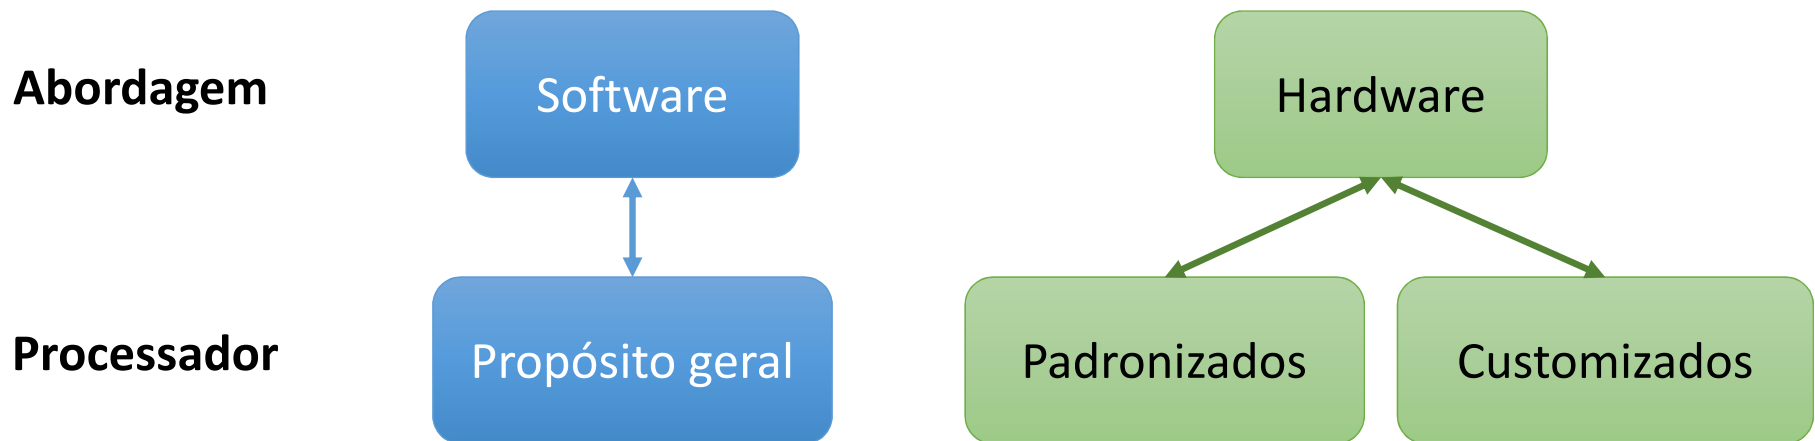 Abordagem
Software
Hardware
Processador
Propósito geral
Padronizados
Customizados